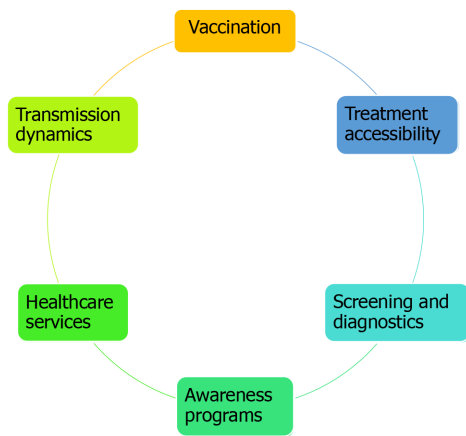 Vaccination
Treatment
accessibility
Screening and
diagnostics
Awareness
programs
Healthcare
services
Transmission
dynamics